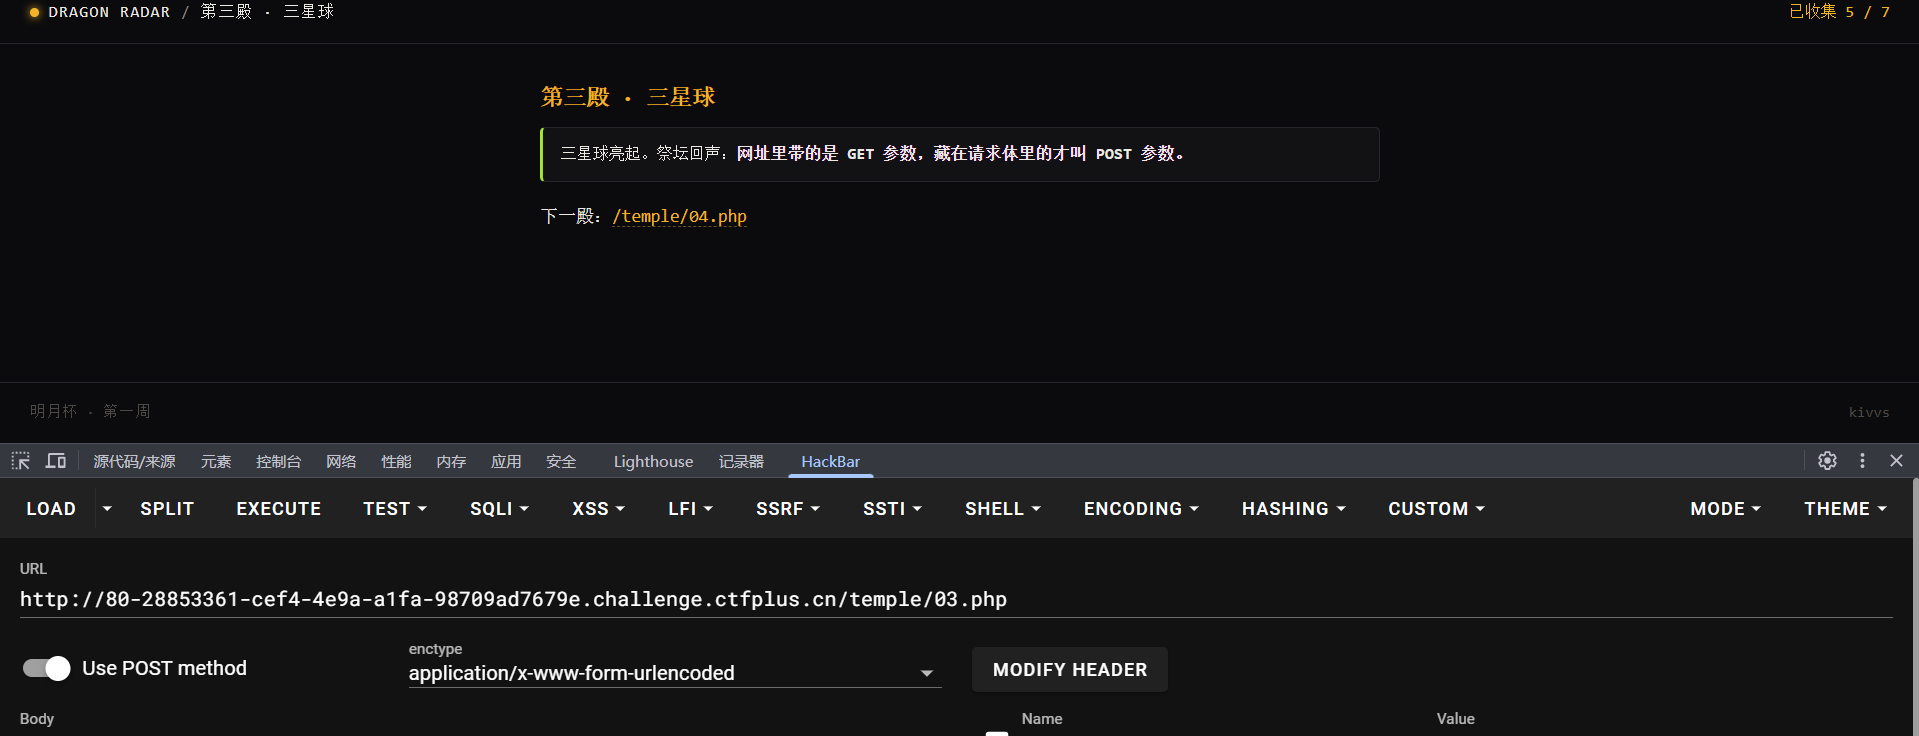 DRAGON RADAR / 第三殿 · 三星球
已收集 5 / 7
第三殿 · 三星球
三星球亮起。祭坛回声：网址里带的是 GET 参数，藏在请求体里的才叫 POST 参数。
下一殿：/temple/04.php
明月杯 · 第一周
kivvs
源代码/来源 元素 控制台 网络 性能 内存 应用 安全 Lighthouse 记录器 HackBar
LOAD SPLIT EXECUTE TEST SQLI XSS LFI SSRF SSTI SHELL ENCODING HASHING CUSTOM MODE THEME
URL
http://80-28853361-cef4-4e9a-a1fa-98709ad7679e.challenge.ctfplus.cn/temple/03.php
Use POST method
enctype
application/x-www-form-urlencoded
MODIFY HEADER
Body
Name
Value